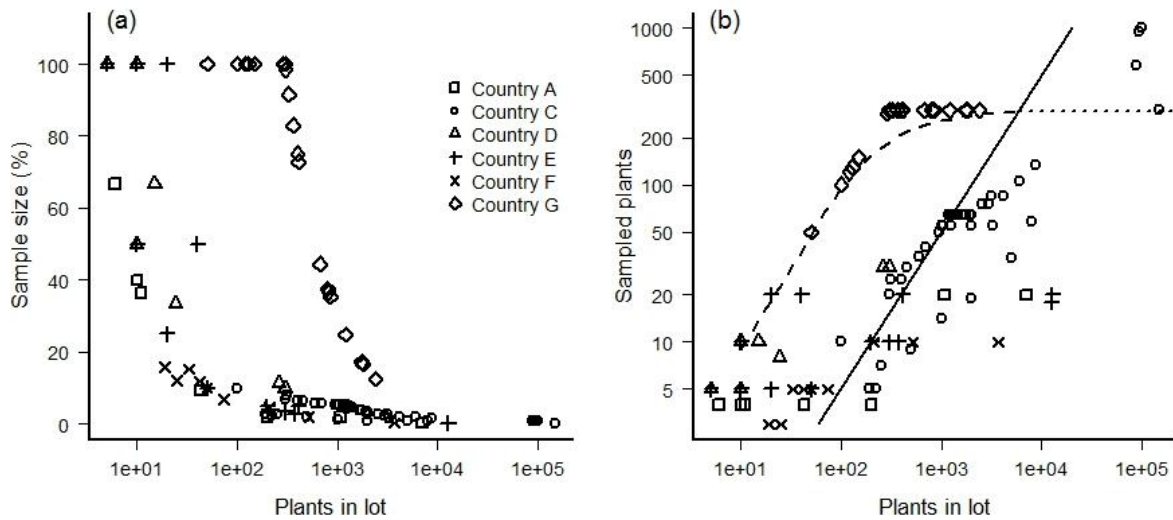 (a)
Sample size (%)
100
80
60
40
20
0
Country A
Country C
Country D
Country E
Country F
Country G
1e+01 1e+02 1e+03 1e+04 1e+05
Plants in lot
(b)
Sampled plants
1000
500
200
100
50
20
10
5
1e+01 1e+02 1e+03 1e+04 1e+05
Plants in lot